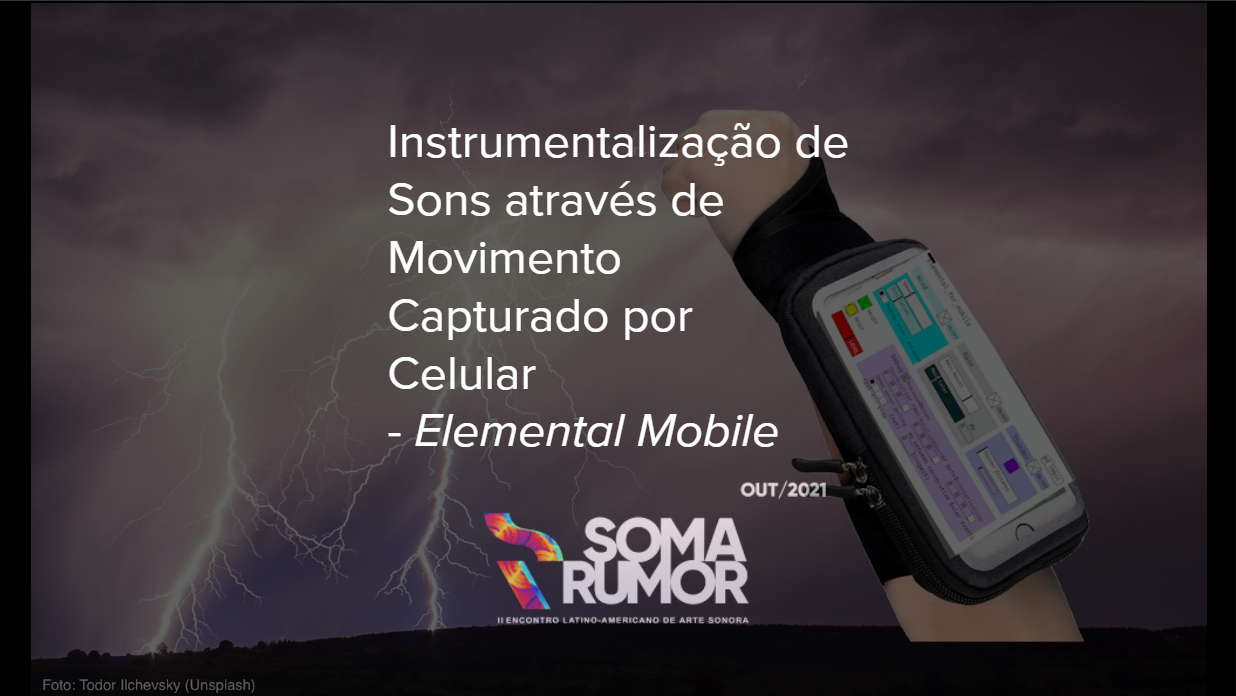 Instrumentalização de
Sons através de
Movimento
Capturado por
Celular
- Elemental Mobile
OUT/2021
SOMA
RUMOR
II ENCONTRO LATINO-AMERICANO DE ARTE SONORA
Foto: Todor Ilchevsky (Unsplash)